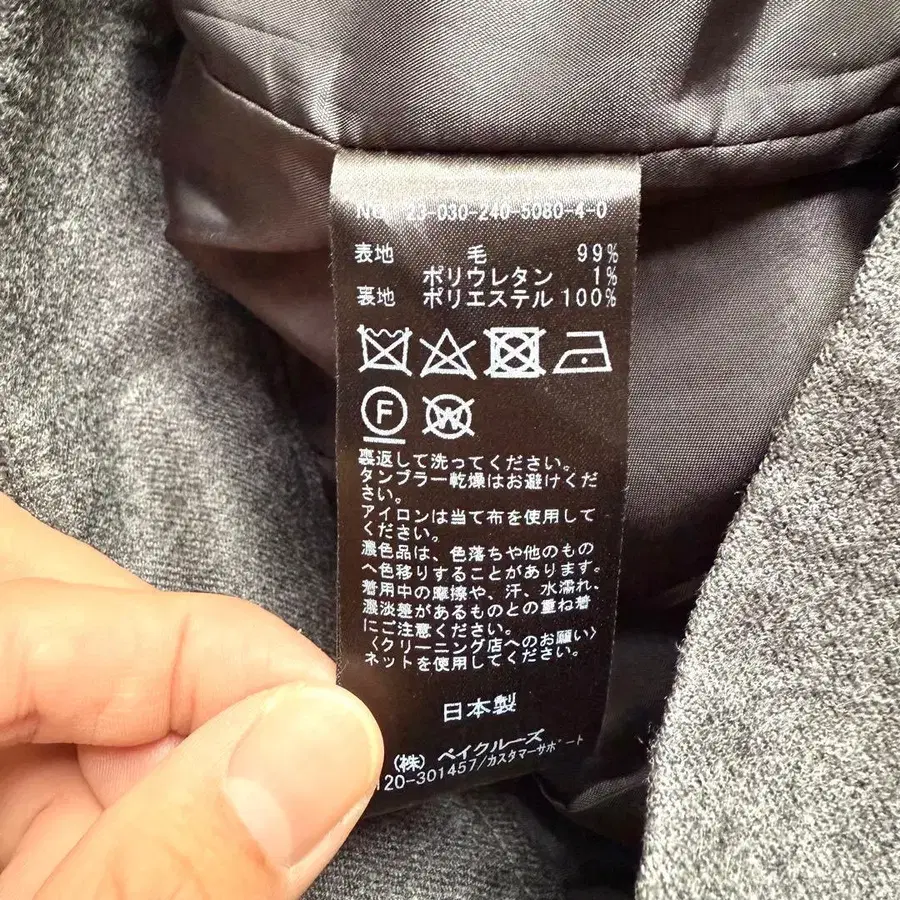 23-030-240-5080-4-0
表地 毛 99%
ポリウレタン 1%
裏地 ポリエステル 100%
F
W
裏返して洗ってください。
タンブラー乾燥はお避けくだ
さい。
アイロンは当て布を使用して
ください。
濃色品は、色落ちや他のもの
へ色移りすることがあります。
着用中の摩擦や、汗、水濡れ、
濃淡差があるものとの重ね着
にご注意ください。
〈クリーニング店へのお願い〉
ネットを使用してください。
日本製
(株) ベイクルーズ
120-301457/カスタマーサポート